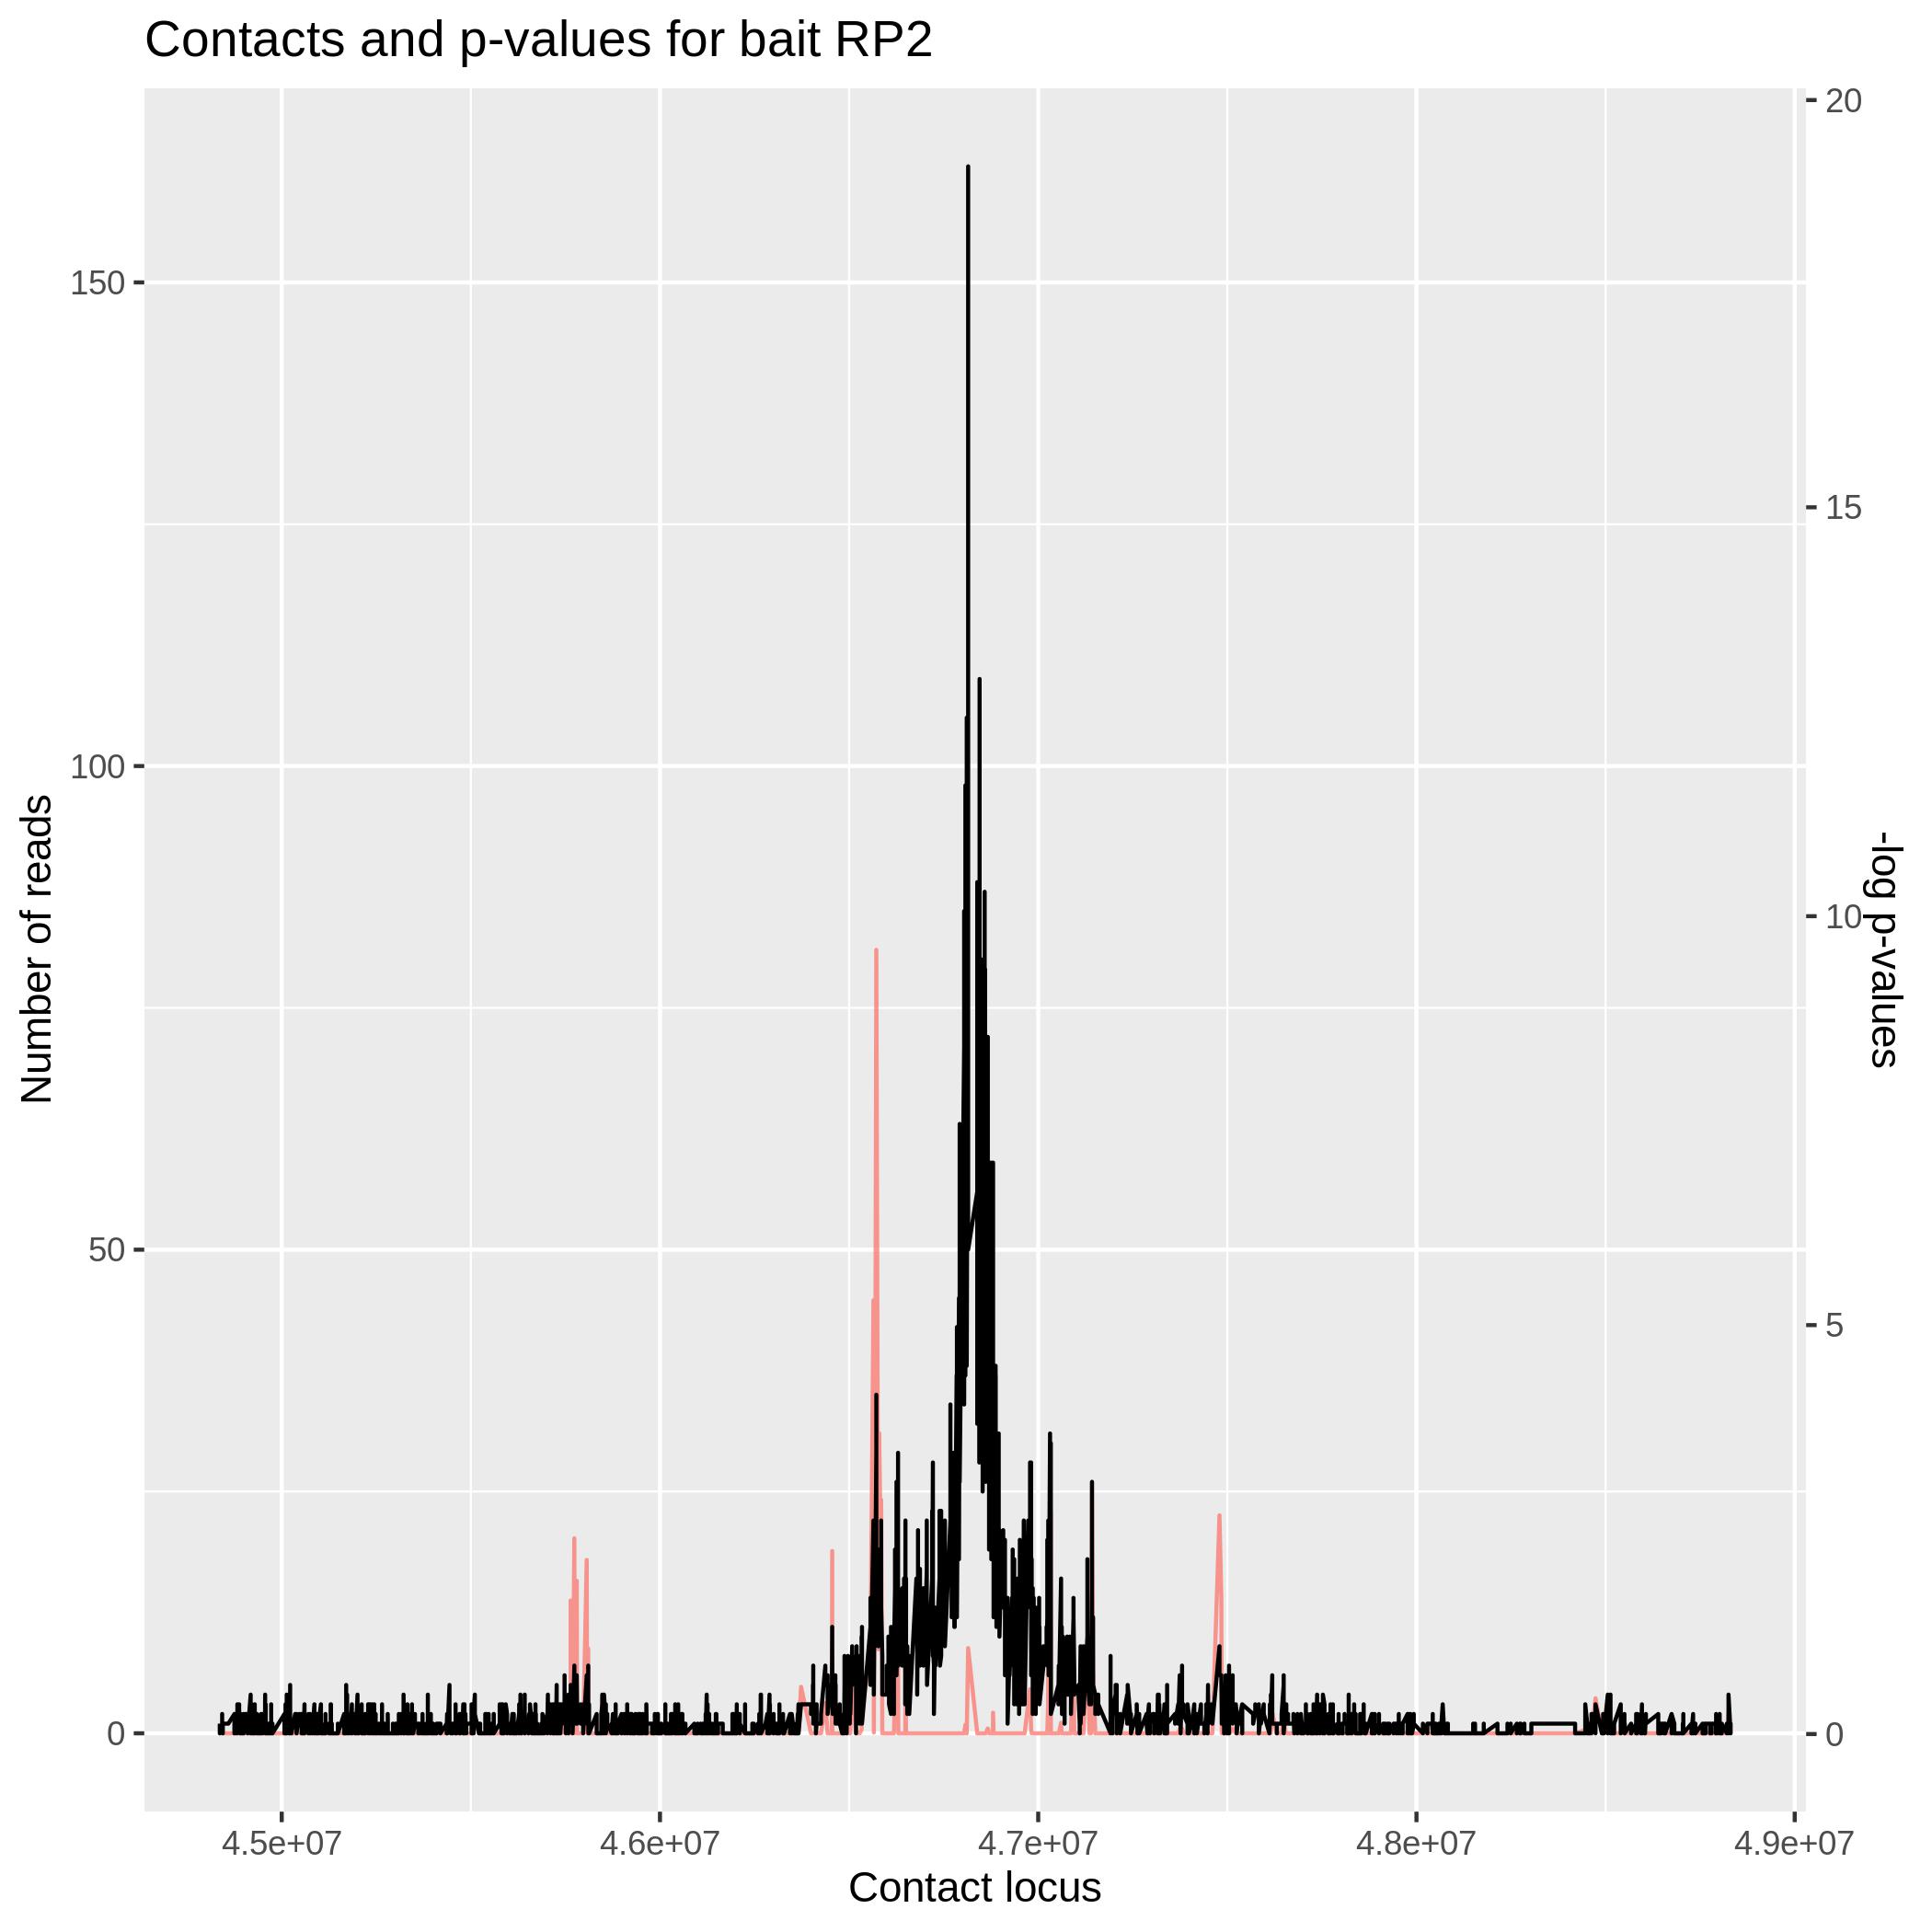 Contacts and p-values for bait RP2
Number of reads
150
100
50
0
20
15
10
5
0
-log p-values
4.5e+07 4.6e+07 4.7e+07 4.8e+07 4.9e+07
Contact locus